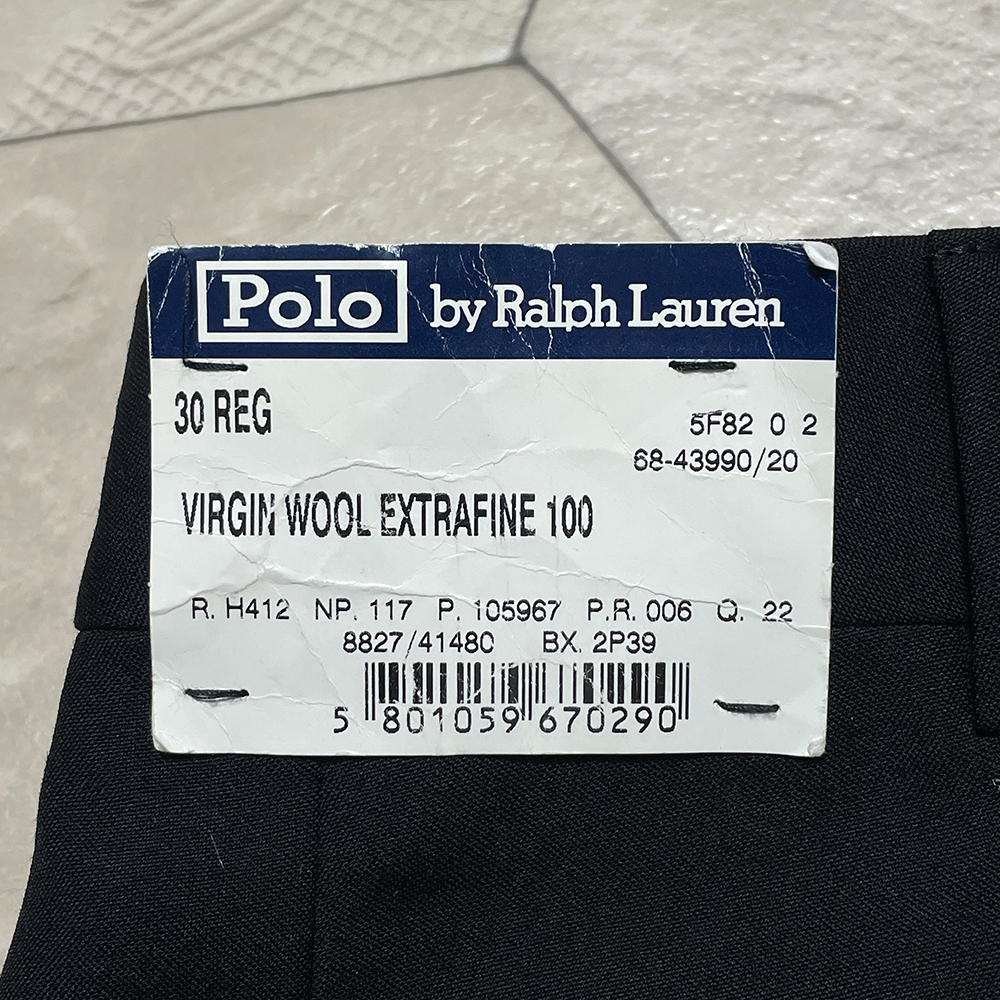 Polo by Ralph Lauren
30 REG
5F82 0 2
68-43990/20
VIRGIN WOOL EXTRAFINE 100
R. H412 NP. 117 P. 105967 P.R. 006 Q. 22
8827/41480 BX. 2P39
5 801059 670290